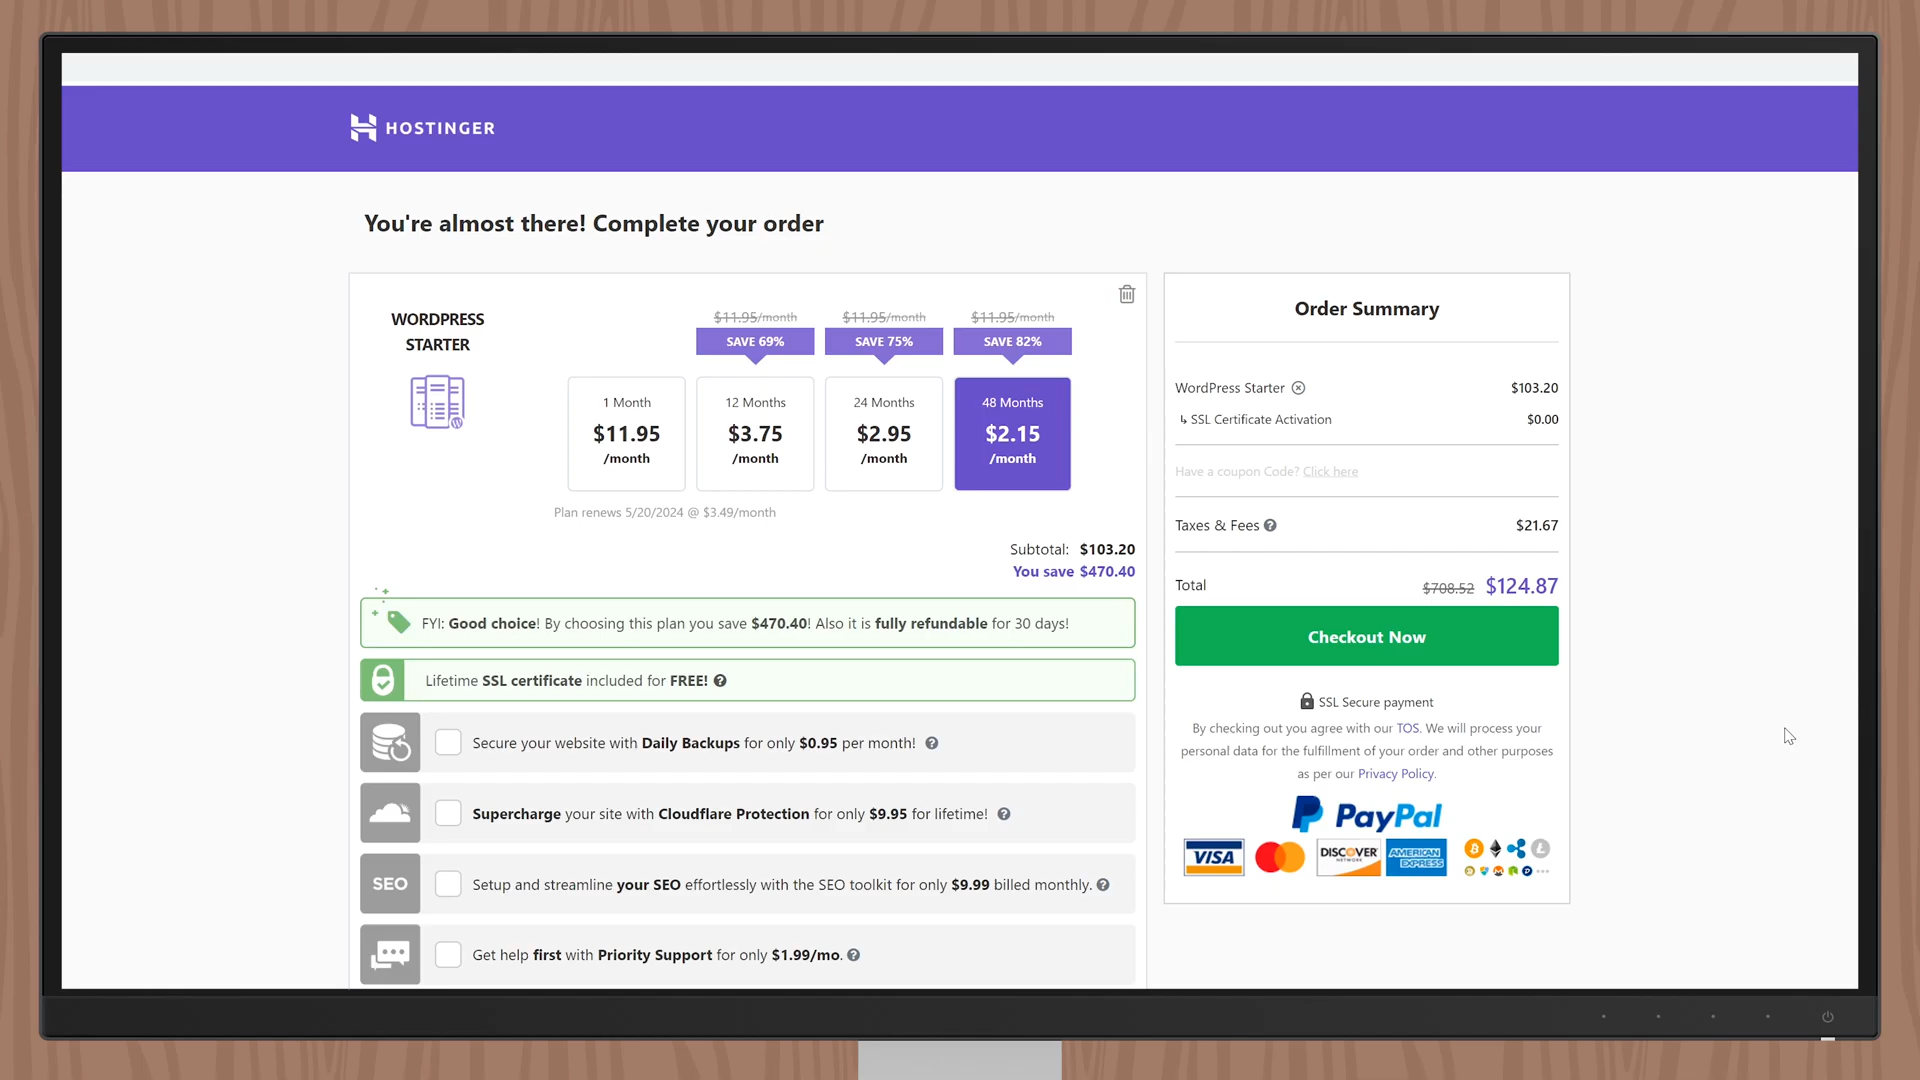 HOSTINGER
You're almost there! Complete your order
WORDPRESS
STARTER
$11.95/month
$11.95/month
$11.95/month
SAVE 69%
SAVE 75%
SAVE 82%
1 Month
$11.95
/month
12 Months
$3.75
/month
24 Months
$2.95
/month
48 Months
$2.15
/month
Plan renews 5/20/2024 @ $3.49/month
Subtotal: $103.20
You save $470.40
FYI: Good choice! By choosing this plan you save $470.40! Also it is fully refundable for 30 days!
Lifetime SSL certificate included for FREE!
Secure your website with Daily Backups for only $0.95 per month!
Supercharge your site with Cloudflare Protection for only $9.95 for lifetime!
SEO
Setup and streamline your SEO effortlessly with the SEO toolkit for only $9.99 billed monthly.
Get help first with Priority Support for only $1.99/mo.
Order Summary
WordPress Starter $103.20
↳ SSL Certificate Activation $0.00
Have a coupon Code? Click here
Taxes & Fees $21.67
Total $708.52 $124.87
Checkout Now
SSL Secure payment
By checking out you agree with our TOS. We will process your
personal data for the fulfillment of your order and other purposes
as per our Privacy Policy.
PayPal
VISA
DISCOVER
NETWORK
AMERICAN
EXPRESS